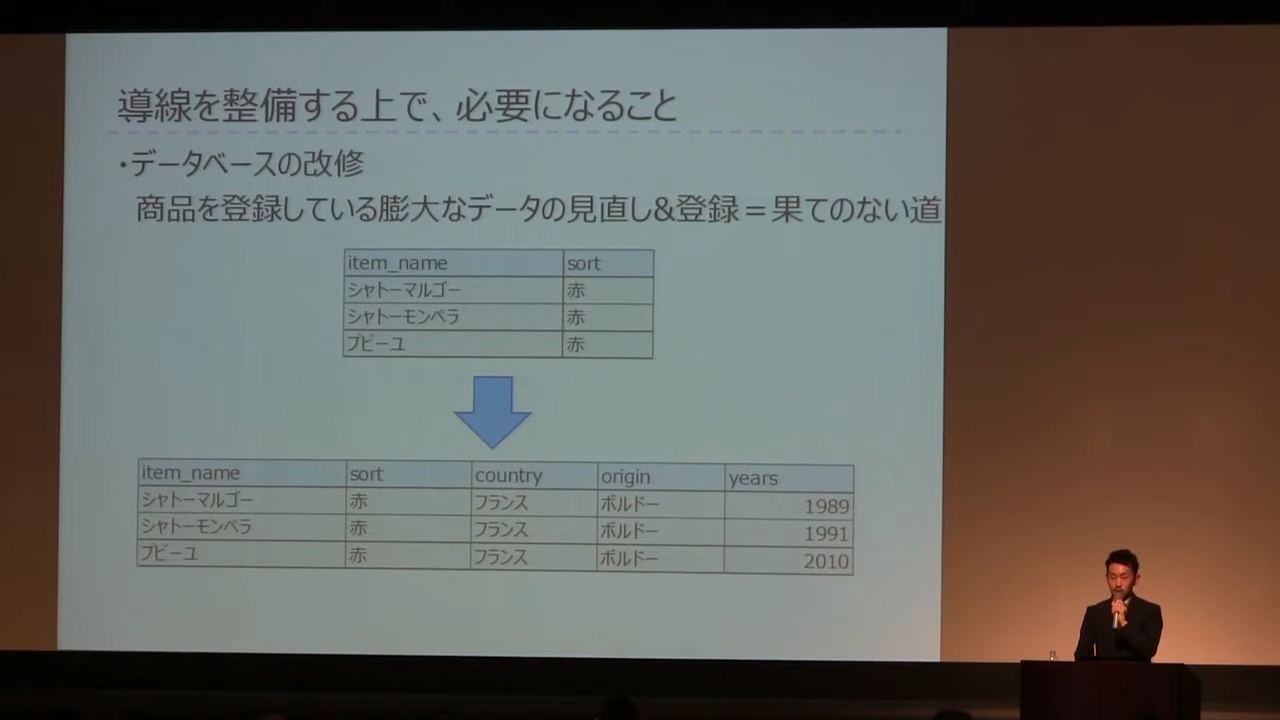 導線を整備する上で、必要になること
・データベースの改修
商品を登録している膨大なデータの見直し&登録＝果てのない道
item_name sort
シャトーマルゴー 赤
シャトーモンペラ 赤
プピーユ 赤
item_name sort country origin years
シャトーマルゴー 赤 フランス ボルドー 1989
シャトーモンペラ 赤 フランス ボルドー 1991
プピーユ 赤 フランス ボルドー 2010